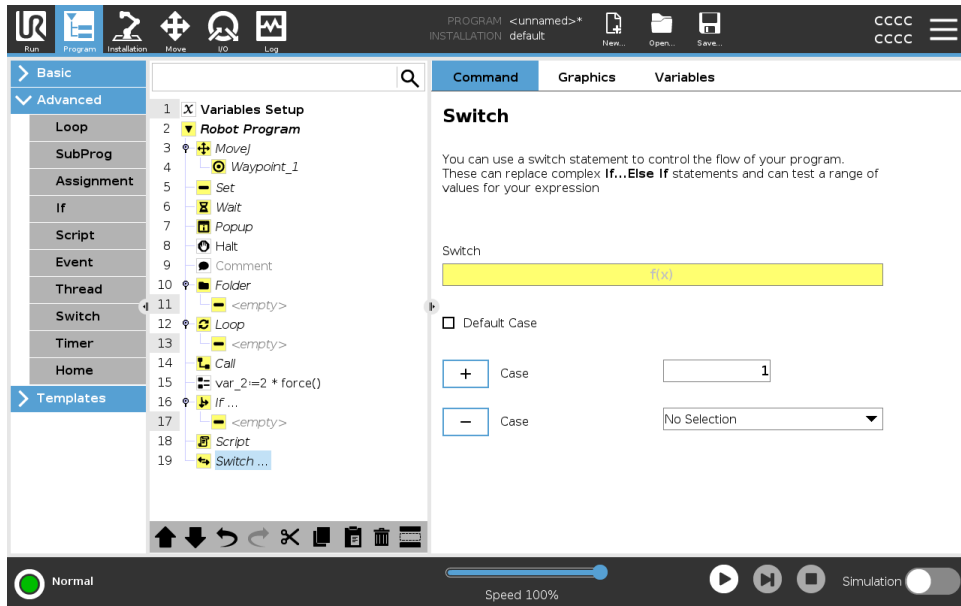 UR
PROGRAM <unnamed>*
INSTALLATION default
CCCC
CCCC
Run
Program
Installation
Move
I/O
Log
New...
Open...
Save...
Basic
Advanced
Loop
SubProg
Assignment
If
Script
Event
Thread
Switch
Timer
Home
Templates
1 X Variables Setup
2 Robot Program
3 MoveJ
4 Waypoint_1
5 Set
6 Wait
7 Popup
8 Halt
9 Comment
10 Folder
11 <empty>
12 Loop
13 <empty>
14 Call
15 var_2:=2 * force()
16 If ...
17 <empty>
18 Script
19 Switch ...
Command Graphics Variables
Switch
You can use a switch statement to control the flow of your program.
These can replace complex If...Else If statements and can test a range of
values for your expression
Switch
f(x)
Default Case
+ Case 1
− Case No Selection
Normal
Speed 100%
Simulation